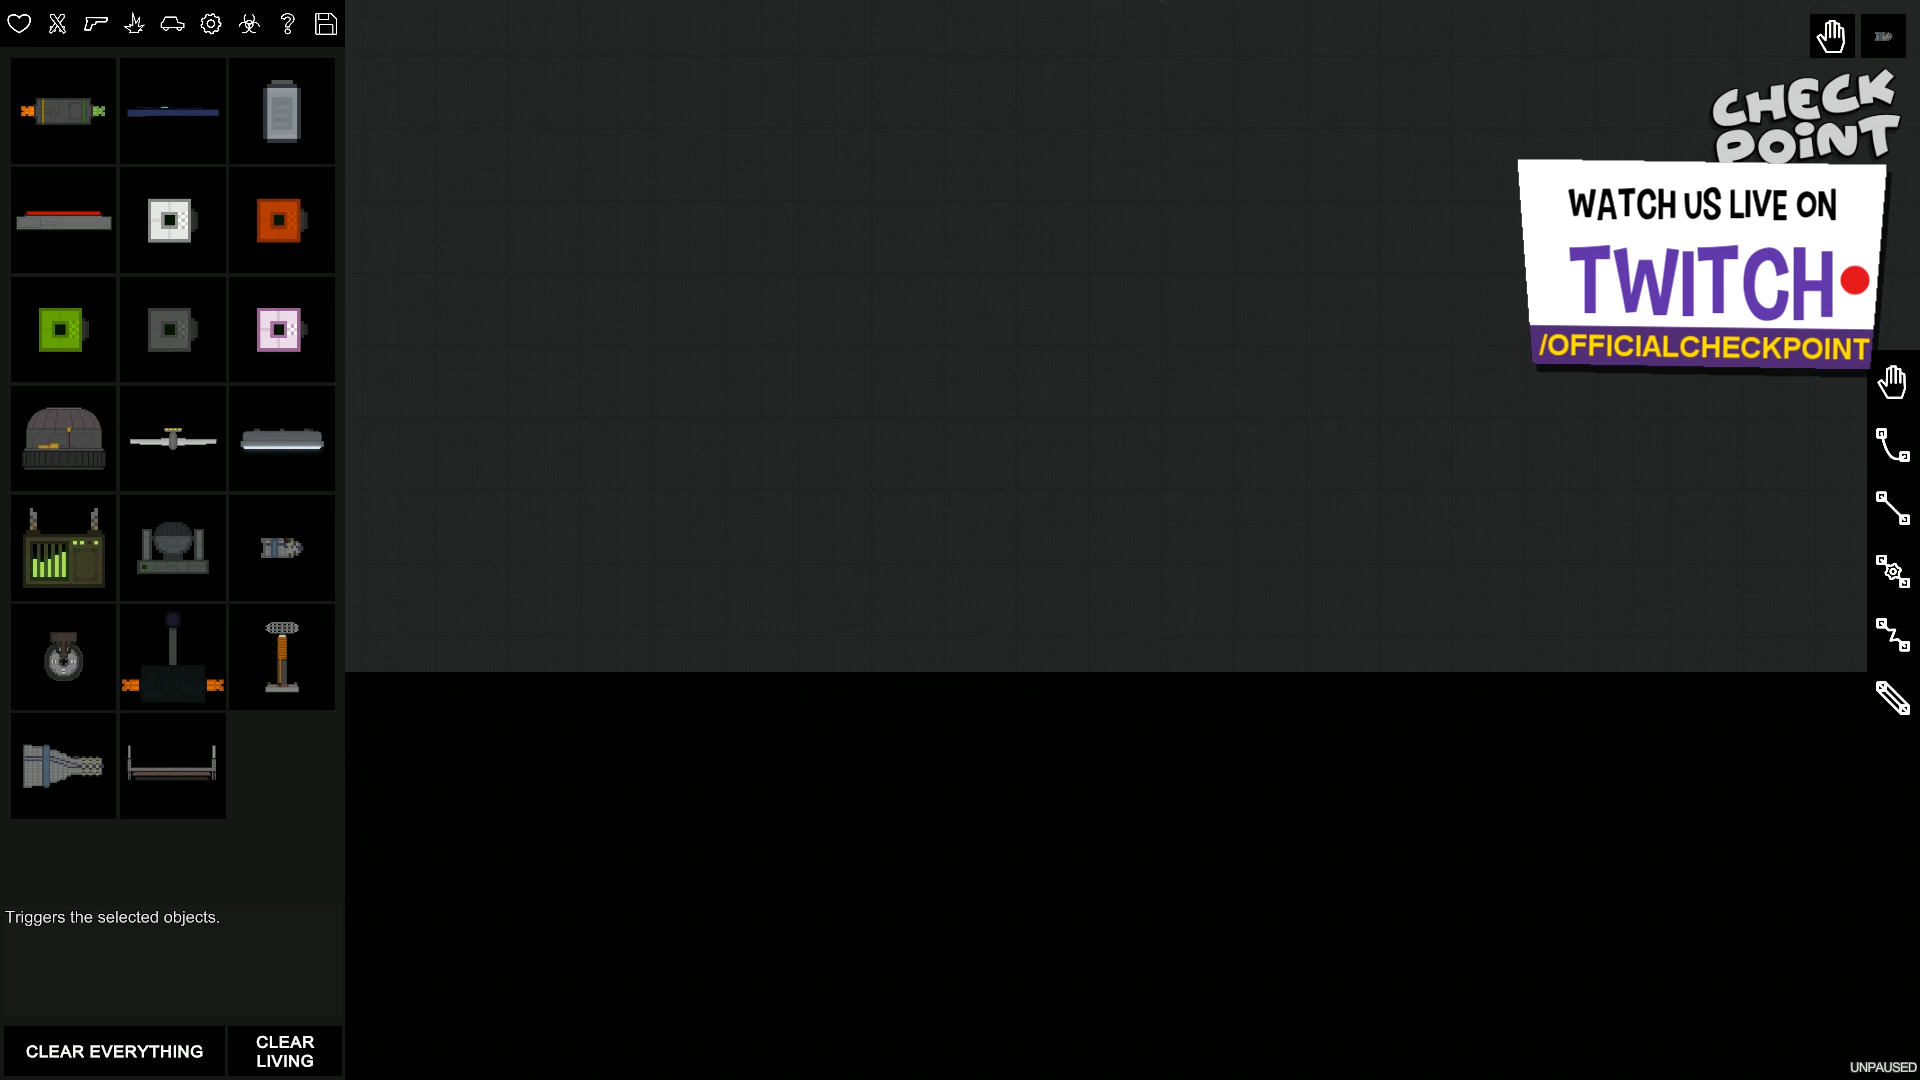 CHECK
POINT
WATCH US LIVE ON
TWITCH
/OFFICIALCHECKPOINT
Triggers the selected objects.
CLEAR EVERYTHING
CLEAR
LIVING
UNPAUSED